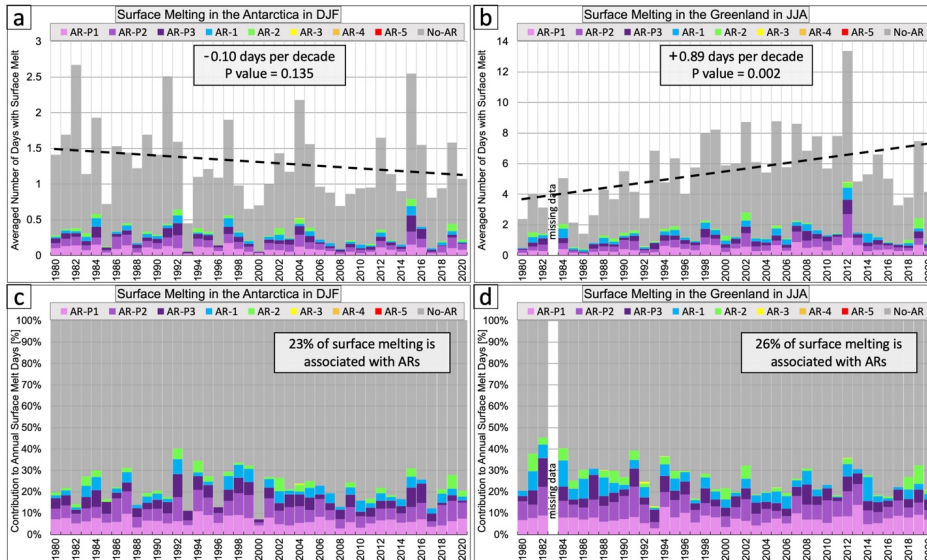 a
Surface Melting in the Antarctica in DJF
AR-P1 AR-P2 AR-P3 AR-1 AR-2 AR-3 AR-4 AR-5 No-AR
−0.10 days per decade
P value = 0.135
Averaged Number of Days with Surface Melt
3
2.5
2
1.5
1
0.5
0
1980 1982 1984 1986 1988 1990 1992 1994 1996 1998 2000 2002 2004 2006 2008 2010 2012 2014 2016 2018 2020
b
Surface Melting in the Greenland in JJA
AR-P1 AR-P2 AR-P3 AR-1 AR-2 AR-3 AR-4 AR-5 No-AR
+0.89 days per decade
P value = 0.002
Averaged Number of Days with Surface Melt
14
12
10
8
6
4
2
0
missing data
1980 1982 1984 1986 1988 1990 1992 1994 1996 1998 2000 2002 2004 2006 2008 2010 2012 2014 2016 2018 2020
c
Surface Melting in the Antarctica in DJF
AR-P1 AR-P2 AR-P3 AR-1 AR-2 AR-3 AR-4 AR-5 No-AR
23% of surface melting is
associated with ARs
Contribution to Annual Surface Melt Days [%]
100%
90%
80%
70%
60%
50%
40%
30%
20%
10%
0%
1980 1982 1984 1986 1988 1990 1992 1994 1996 1998 2000 2002 2004 2006 2008 2010 2012 2014 2016 2018 2020
d
Surface Melting in the Greenland in JJA
AR-P1 AR-P2 AR-P3 AR-1 AR-2 AR-3 AR-4 AR-5 No-AR
26% of surface melting is
associated with ARs
Contribution to Annual Surface Melt Days [%]
100%
90%
80%
70%
60%
50%
40%
30%
20%
10%
0%
missing data
1980 1982 1984 1986 1988 1990 1992 1994 1996 1998 2000 2002 2004 2006 2008 2010 2012 2014 2016 2018 2020